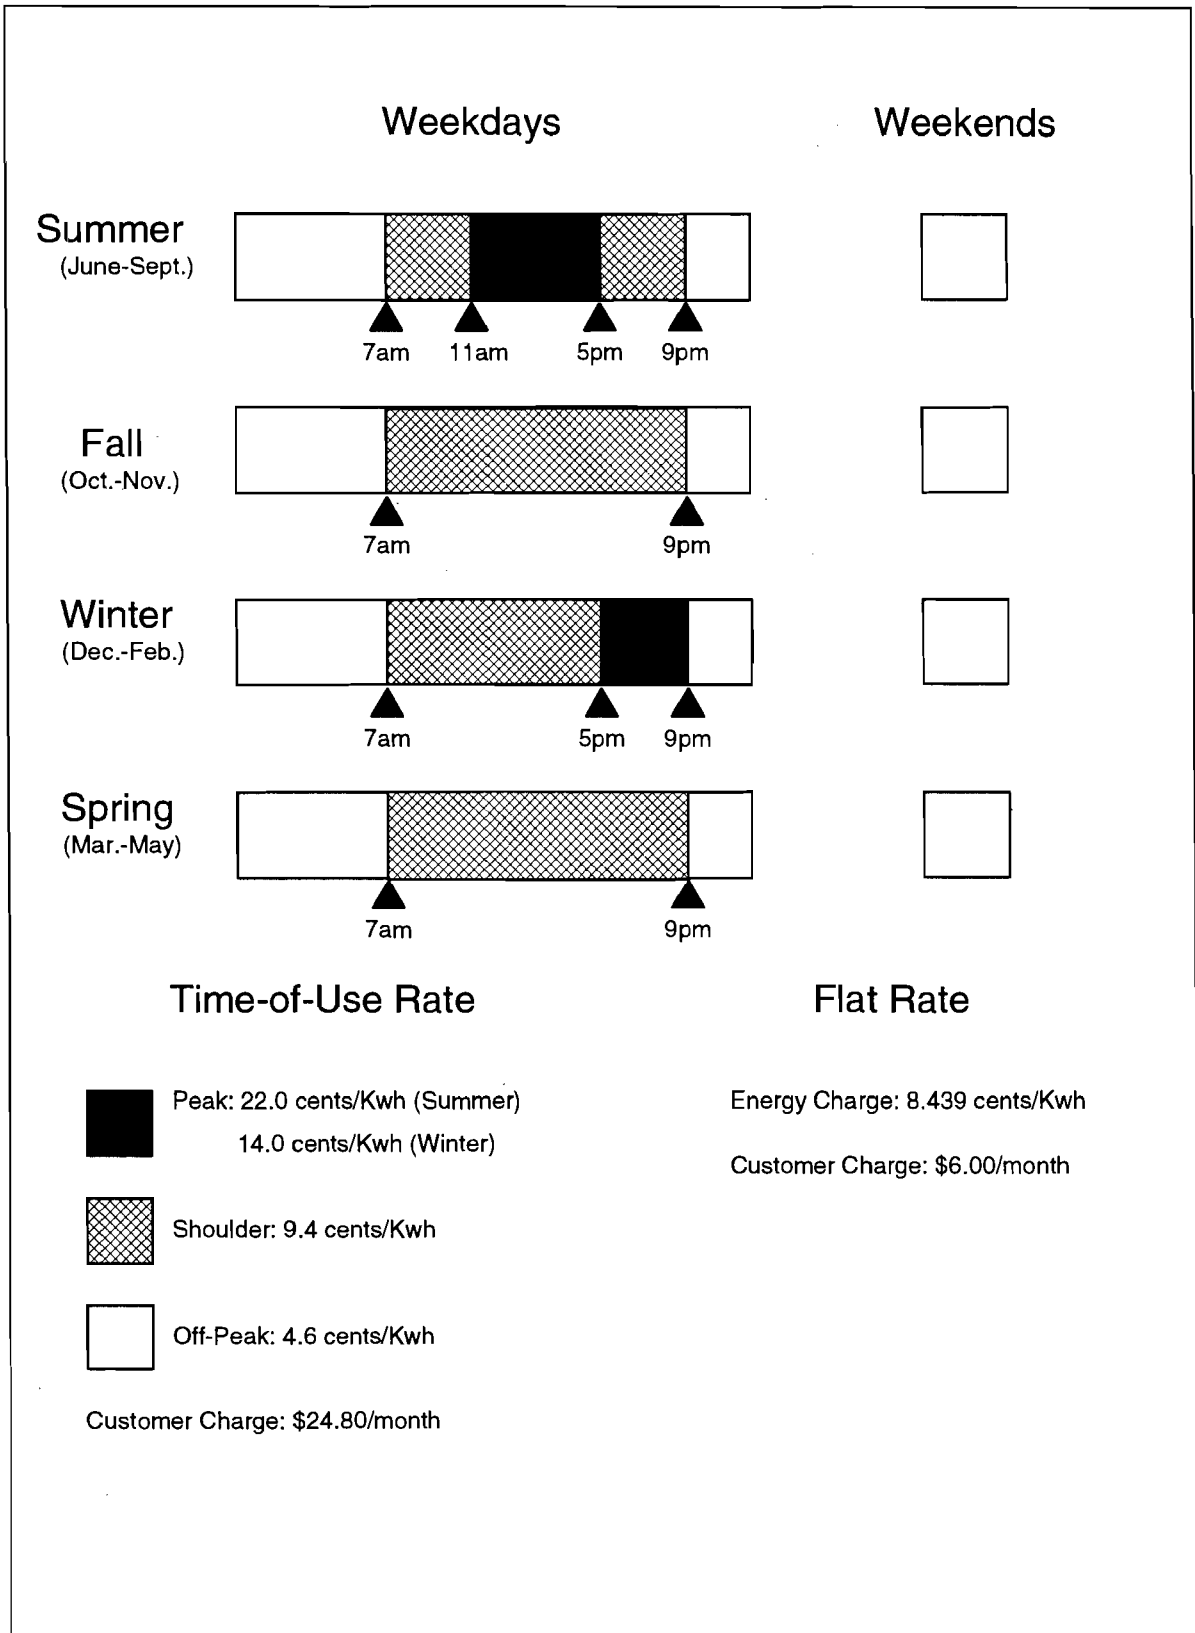 Weekdays
Weekends
Summer
(June-Sept.)
7am 11am 5pm 9pm
Fall
(Oct.-Nov.)
7am 9pm
Winter
(Dec.-Feb.)
7am 5pm 9pm
Spring
(Mar.-May)
7am 9pm
Time-of-Use Rate
Peak: 22.0 cents/Kwh (Summer)
14.0 cents/Kwh (Winter)
Shoulder: 9.4 cents/Kwh
Off-Peak: 4.6 cents/Kwh
Customer Charge: $24.80/month
Flat Rate
Energy Charge: 8.439 cents/Kwh
Customer Charge: $6.00/month